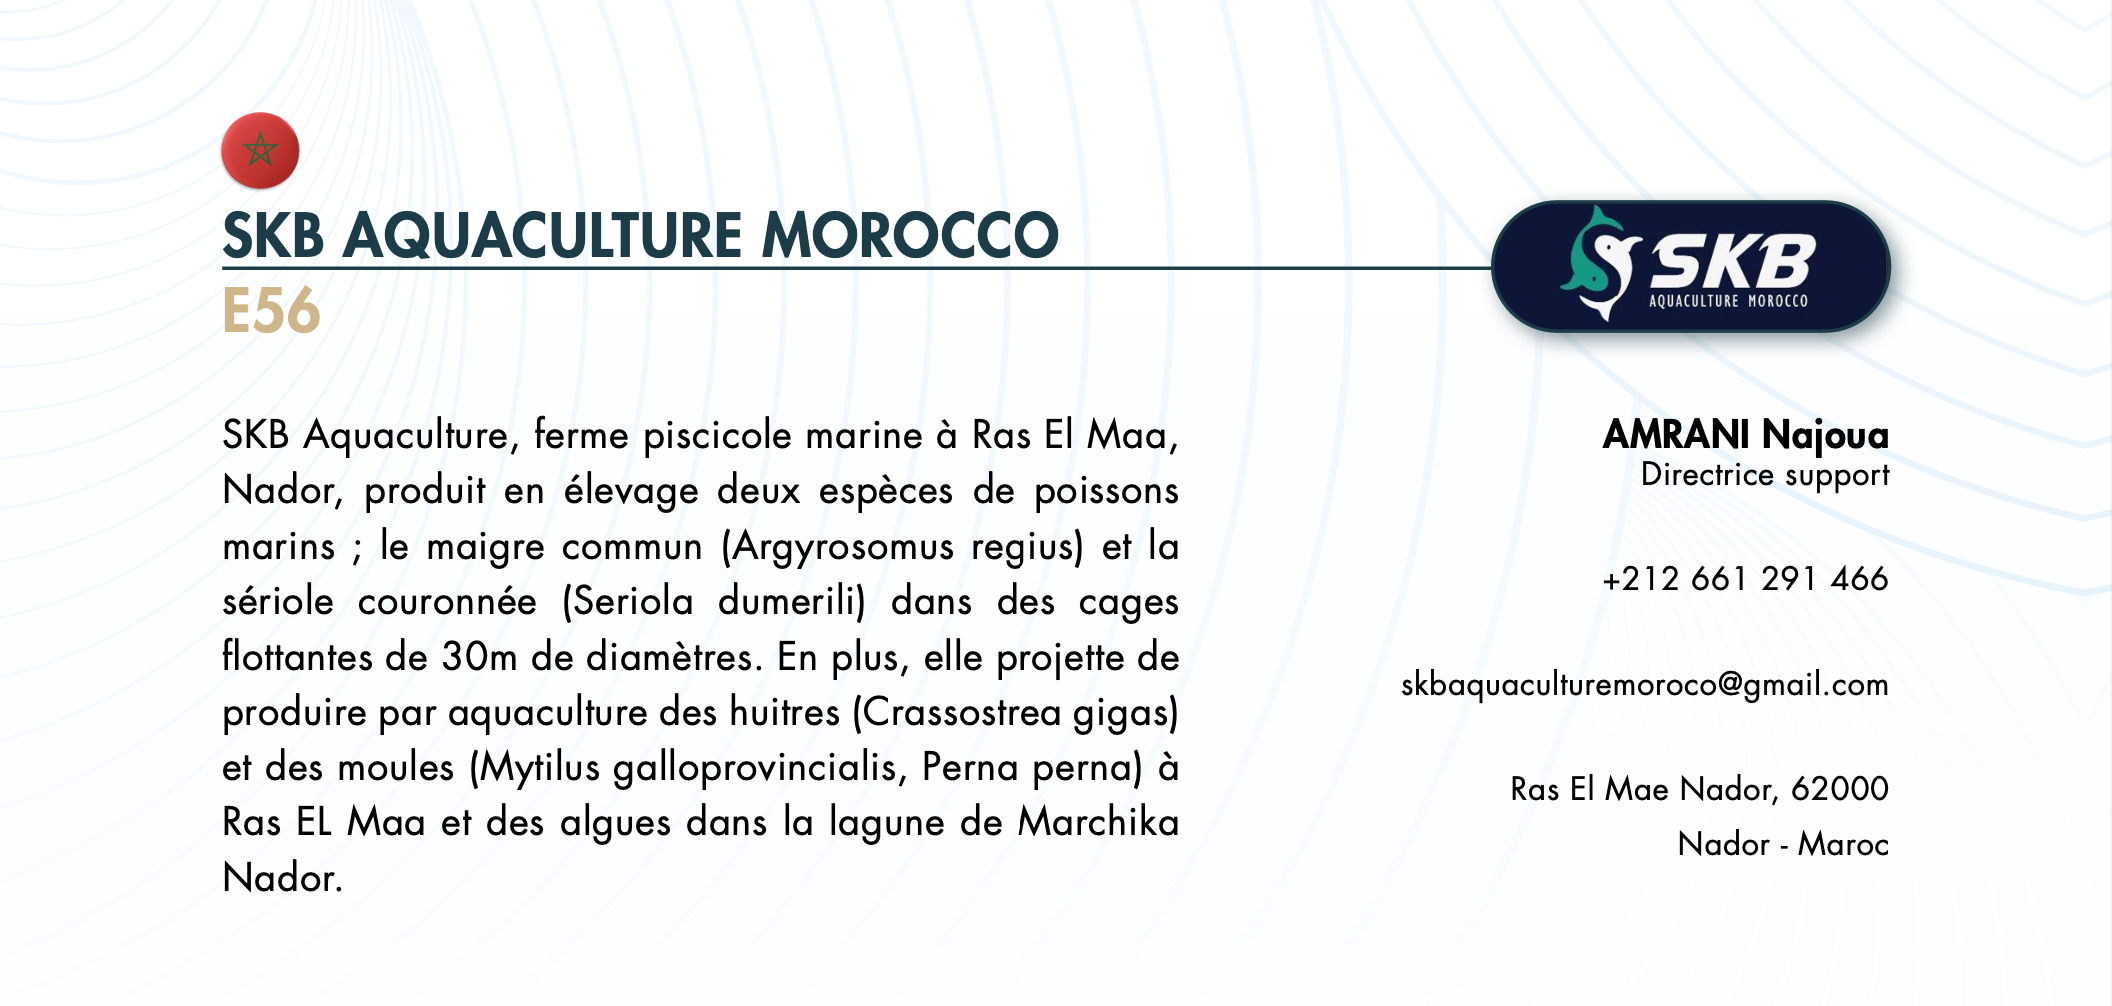 SKB AQUACULTURE MOROCCO
E56
SKB
AQUACULTURE MOROCCO
SKB Aquaculture, ferme piscicole marine à Ras El Maa,
Nador, produit en élevage deux espèces de poissons
marins ; le maigre commun (Argyrosomus regius) et la
sériole couronnée (Seriola dumerili) dans des cages
flottantes de 30m de diamètres. En plus, elle projette de
produire par aquaculture des huitres (Crassostrea gigas)
et des moules (Mytilus galloprovincialis, Perna perna) à
Ras EL Maa et des algues dans la lagune de Marchika
Nador.
AMRANI Najoua
Directrice support
+212 661 291 466
skbaquaculturemoroco@gmail.com
Ras El Mae Nador, 62000
Nador - Maroc